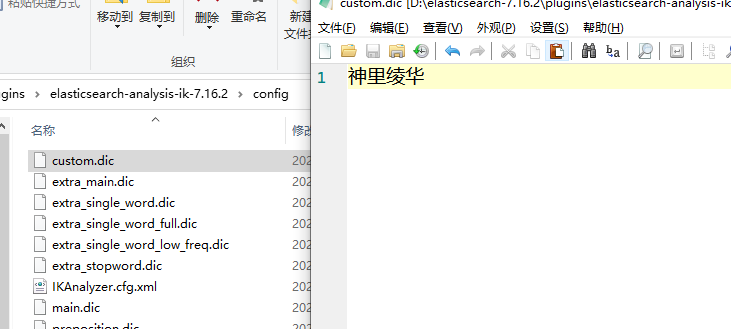 粘贴快捷方式
移动到 复制到 删除 重命名 新建
文件
组织
gins > elasticsearch-analysis-ik-7.16.2 > config
名称
修改
custom.dic 202
extra_main.dic 202
extra_single_word.dic 202
extra_single_word_full.dic 202
extra_single_word_low_freq.dic 202
extra_stopword.dic 202
IKAnalyzer.cfg.xml 202
main.dic 202
preposition.dic 202
custom.dic [D:\elasticsearch-7.16.2\plugins\elasticsearch-analysis-ik
文件(F) 编辑(E) 查看(V) 外观(P) 设置(S) 帮助(H)
1 神里绫华